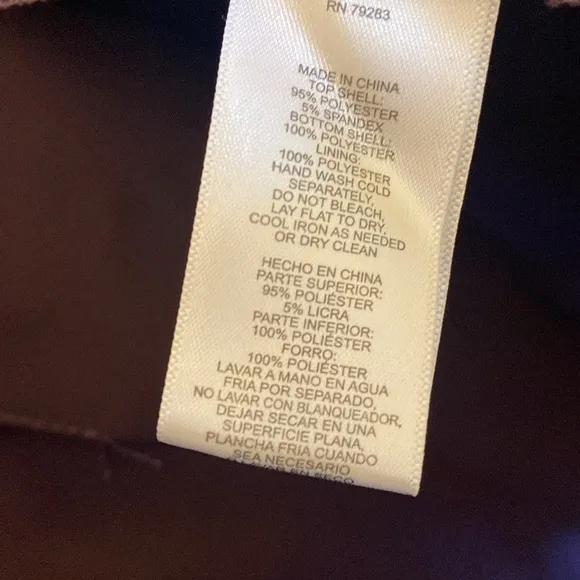 RN 79283
MADE IN CHINA
TOP SHELL:
95% POLYESTER
5% SPANDEX
BOTTOM SHELL:
100% POLYESTER
LINING:
100% POLYESTER
HAND WASH COLD
SEPARATELY.
DO NOT BLEACH,
LAY FLAT TO DRY.
COOL IRON AS NEEDED
OR DRY CLEAN
HECHO EN CHINA
PARTE SUPERIOR:
95% POLIÉSTER
5% LICRA
PARTE INFERIOR:
100% POLIÉSTER
FORRO:
100% POLIÉSTER
LAVAR A MANO EN AGUA
FRIA POR SEPARADO,
NO LAVAR CON BLANQUEADOR,
DEJAR SECAR EN UNA
SUPERFICIE PLANA,
PLANCHA FRIA CUANDO
SEA NECESARIO